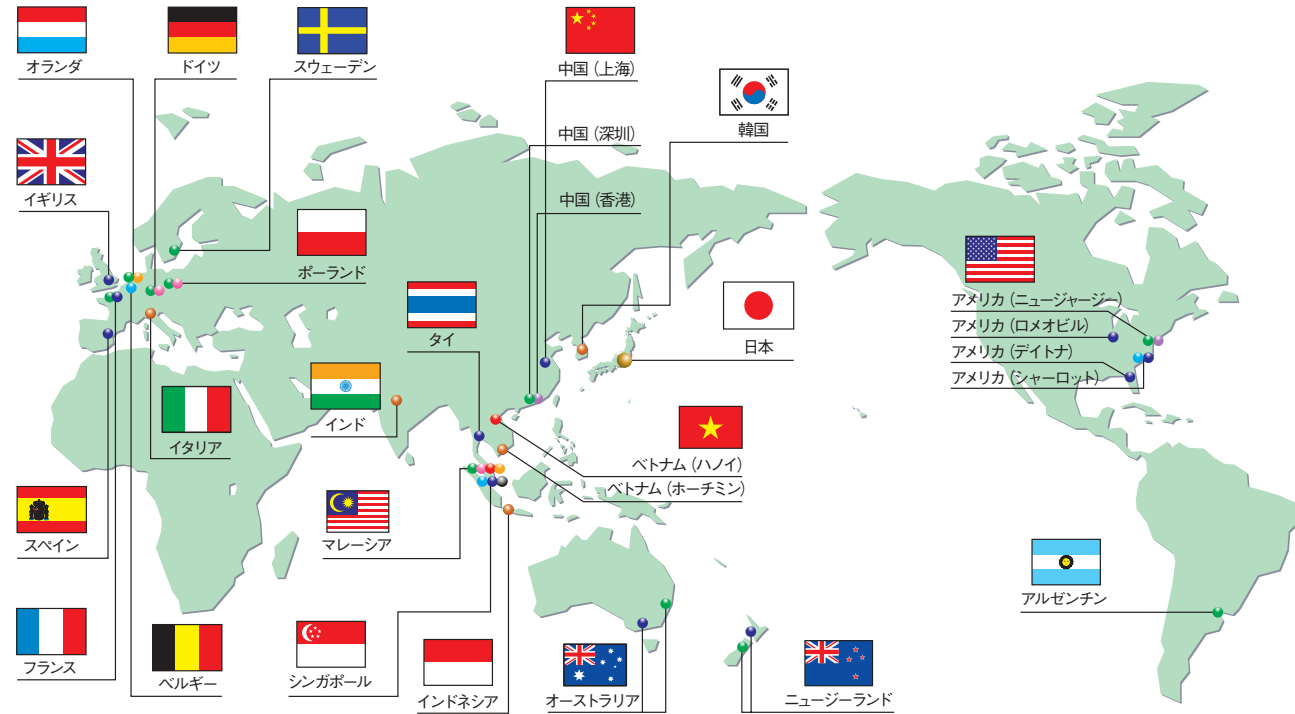 オランダ
ドイツ
スウェーデン
中国（上海）
韓国
中国（深圳）
イギリス
中国（香港）
ポーランド
アメリカ（ニュージャージー）
アメリカ（ロメオビル）
アメリカ（デイトナ）
アメリカ（シャーロット）
タイ
日本
インド
イタリア
ベトナム（ハノイ）
ベトナム（ホーチミン）
スペイン
マレーシア
アルゼンチン
フランス
ベルギー
シンガポール
インドネシア
オーストラリア
ニュージーランド